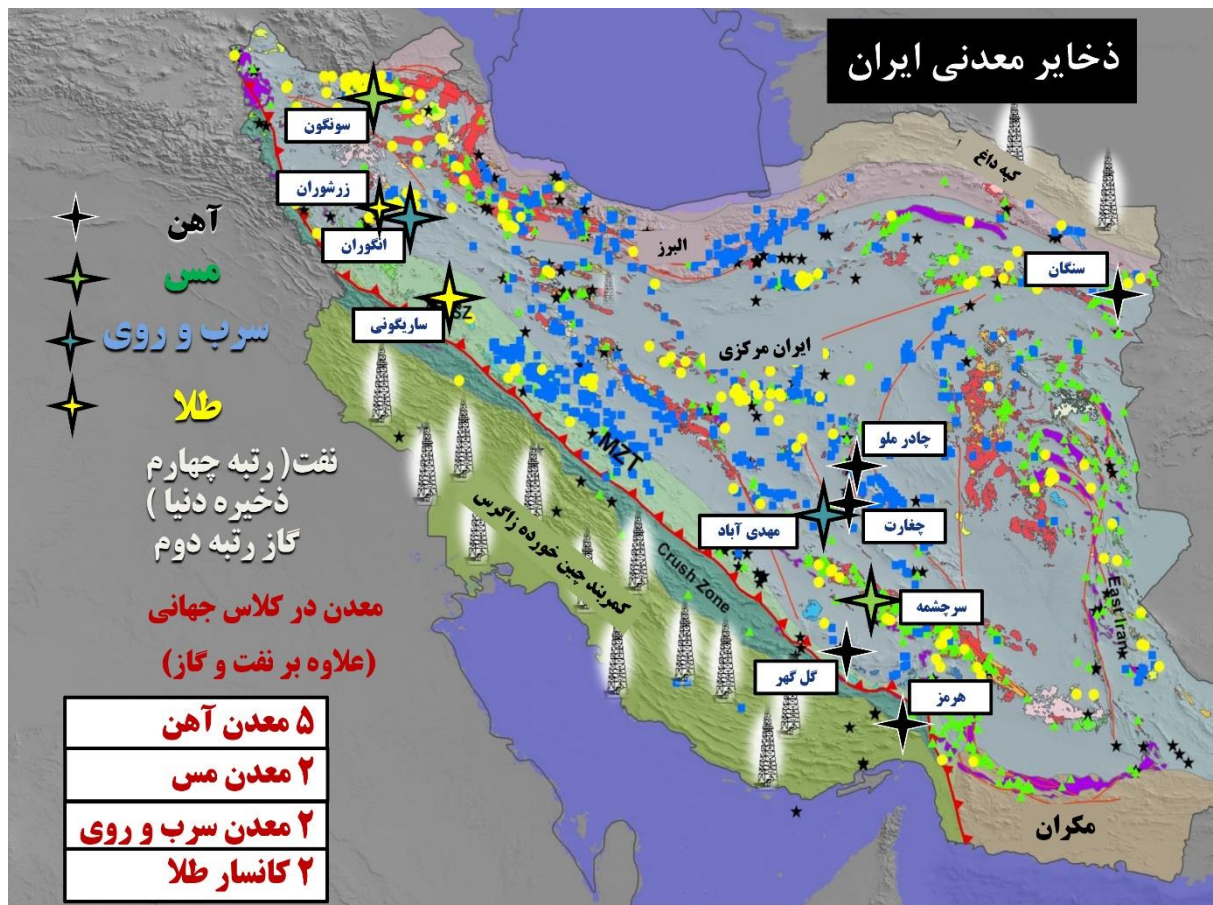 ذخایر معدنی ایران
کپه داغ
سونگون
زرشوران
انگوران
البرز
سنگان
آهن
مس
سرب و روی
طلا
ساریگونی
SZ
ایران مرکزی
چادر ملو
MZT
چغارت
مهدی آباد
نفت( رتبه چهارم
ذخیره دنیا )
گاز رتبه دوم
کمربند چین خورده زاگرس
Crush Zone
سرچشمه
East Iran
معدن در کلاس جهانی
(علاوه بر نفت و گاز)
گل گهر
هرمز
۵ معدن آهن
۲ معدن مس
۲ معدن سرب و روی
۲ کانسار طلا
مکران